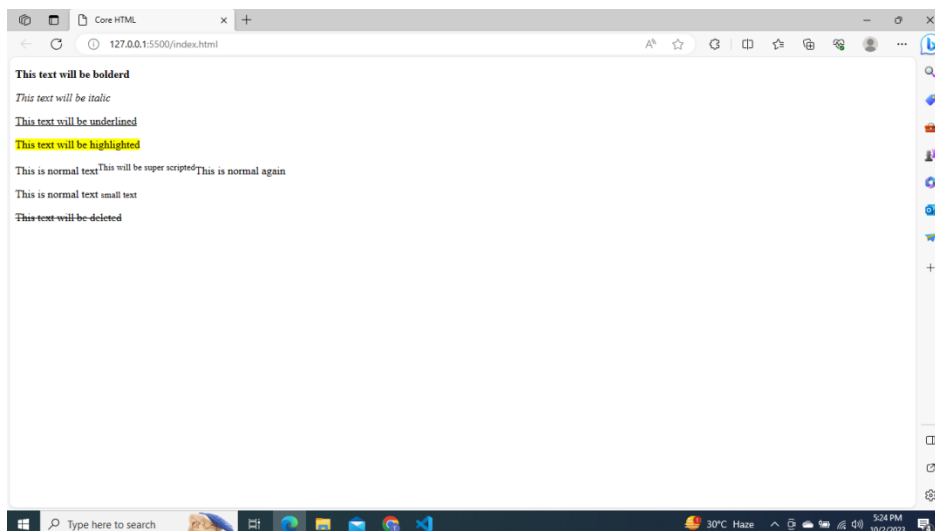 Core HTML
127.0.0.1:5500/index.html
This text will be bolderd
This text will be italic
This text will be underlined
This text will be highlighted
This is normal textThis will be super scriptedThis is normal again
This is normal text small text
This text will be deleted
Type here to search
30°C Haze
5:24 PM
10/2/2023